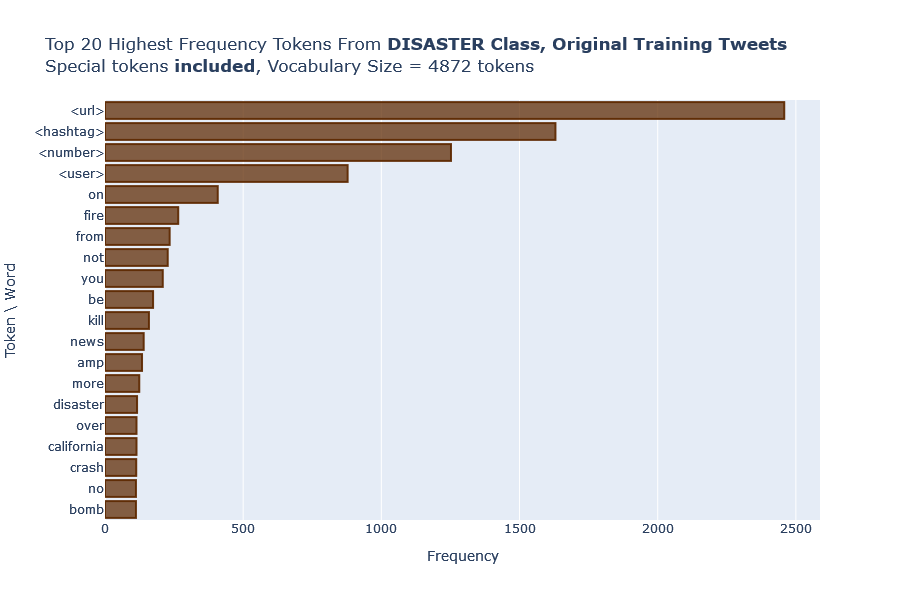 Top 20 Highest Frequency Tokens From DISASTER Class, Original Training Tweets
Special tokens included, Vocabulary Size = 4872 tokens
Token \ Word
<url>
<hashtag>
<number>
<user>
on
fire
from
not
you
be
kill
news
amp
more
disaster
over
california
crash
no
bomb
0 500 1000 1500 2000 2500
Frequency